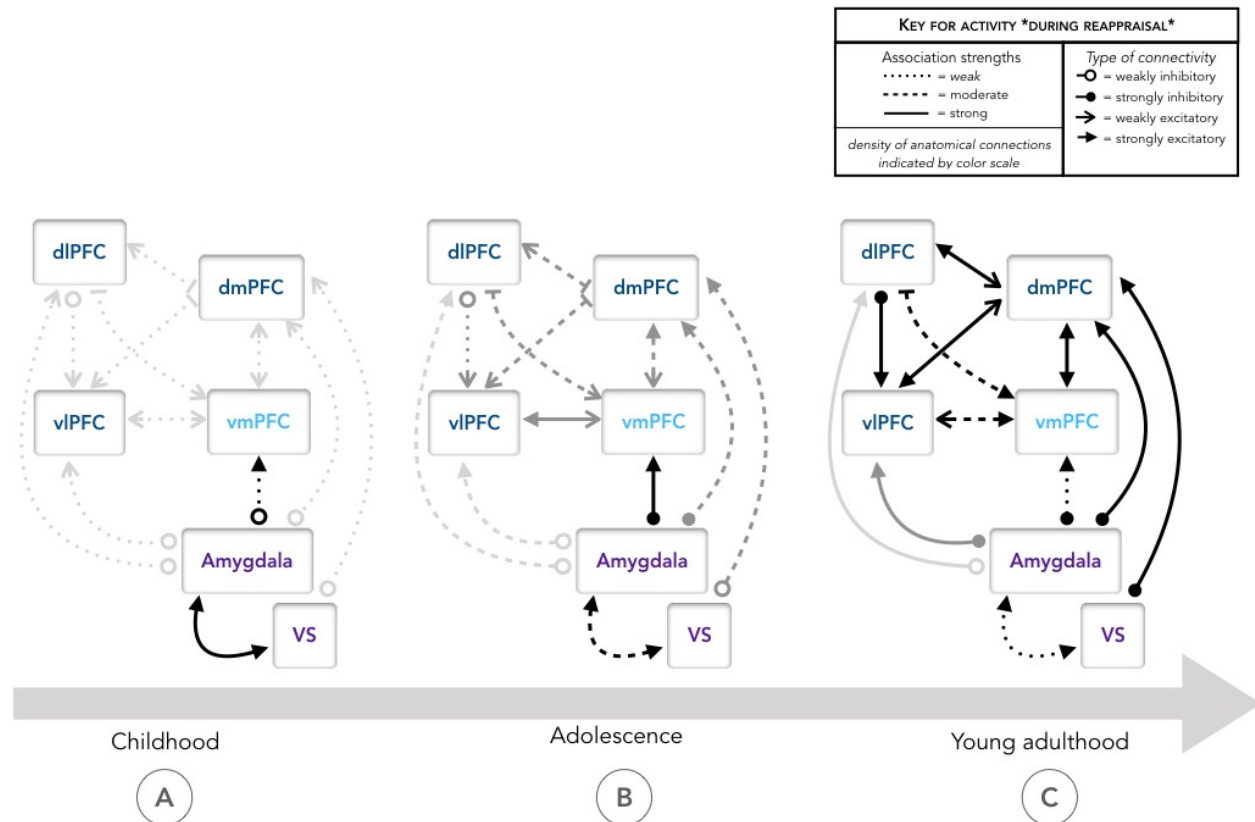 KEY FOR ACTIVITY *DURING REAPPRAISAL*
Association strengths
= weak
= moderate
= strong
density of anatomical connections
indicated by color scale
Type of connectivity
= weakly inhibitory
= strongly inhibitory
= weakly excitatory
= strongly excitatory
dlPFC
dmPFC
vlPFC
vmPFC
Amygdala
VS
dlPFC
dmPFC
vlPFC
vmPFC
Amygdala
VS
dlPFC
dmPFC
vlPFC
vmPFC
Amygdala
VS
Childhood
Adolescence
Young adulthood
A
B
C